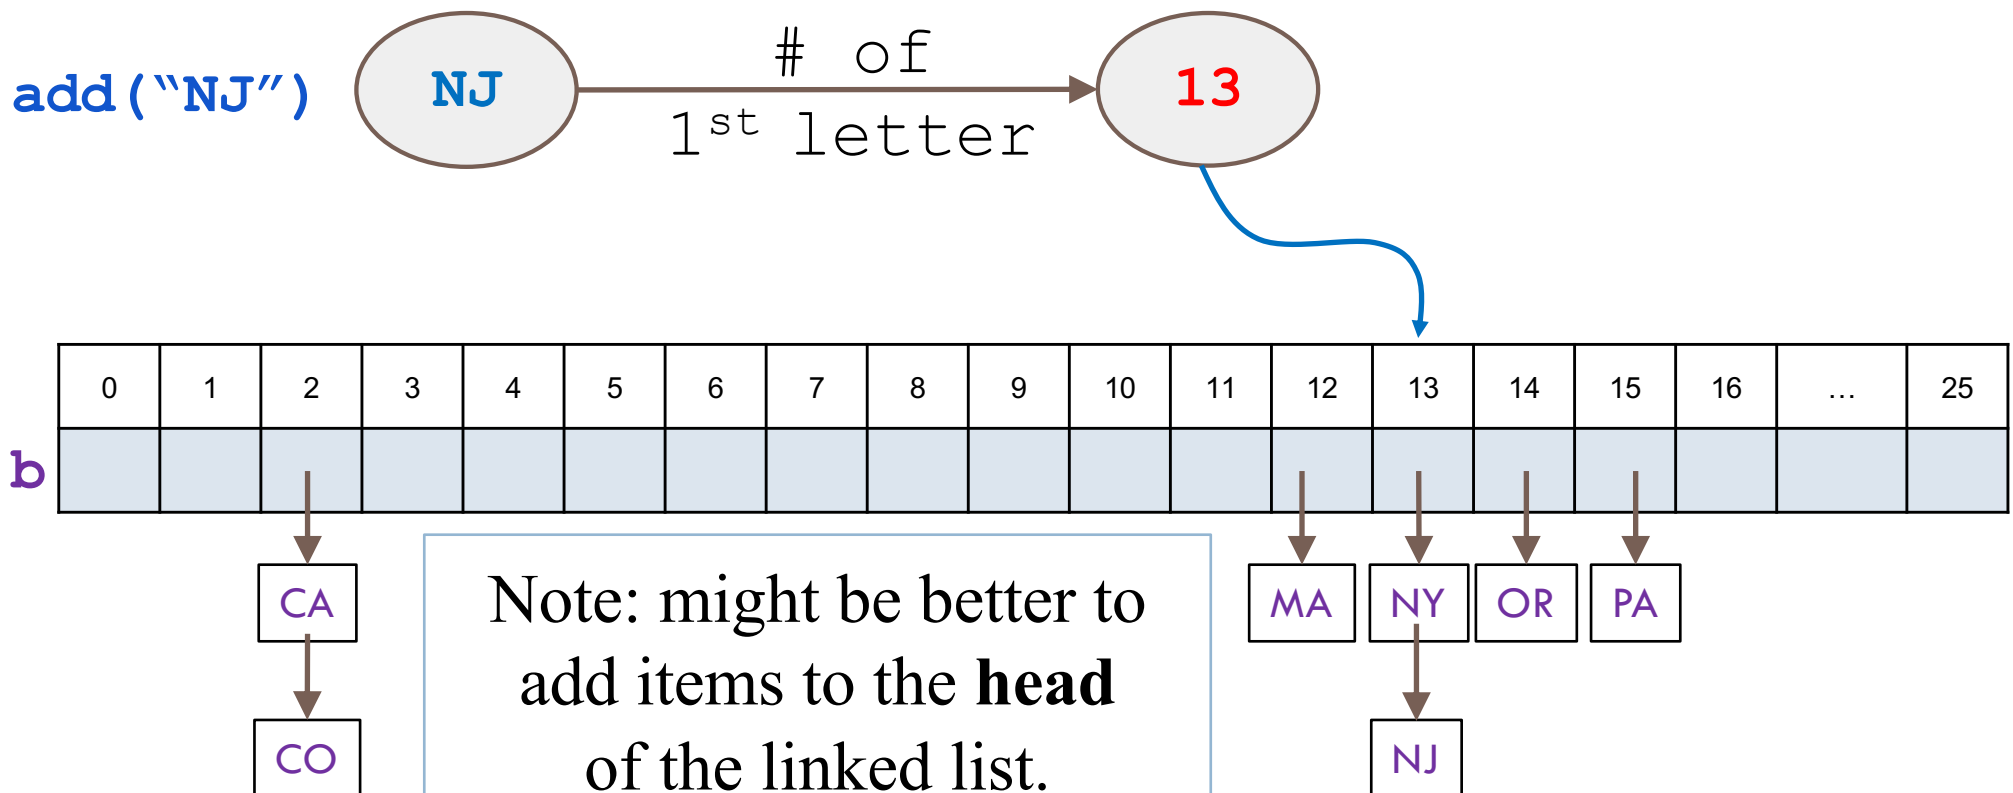 add("NJ") NJ # of 13
1st letter
0 1 2 3 4 5 6 7 8 9 10 11 12 13 14 15 16 … 25
b
CA MA NY OR PA
Note: might be better to
add items to the head
of the linked list.
CO NJ